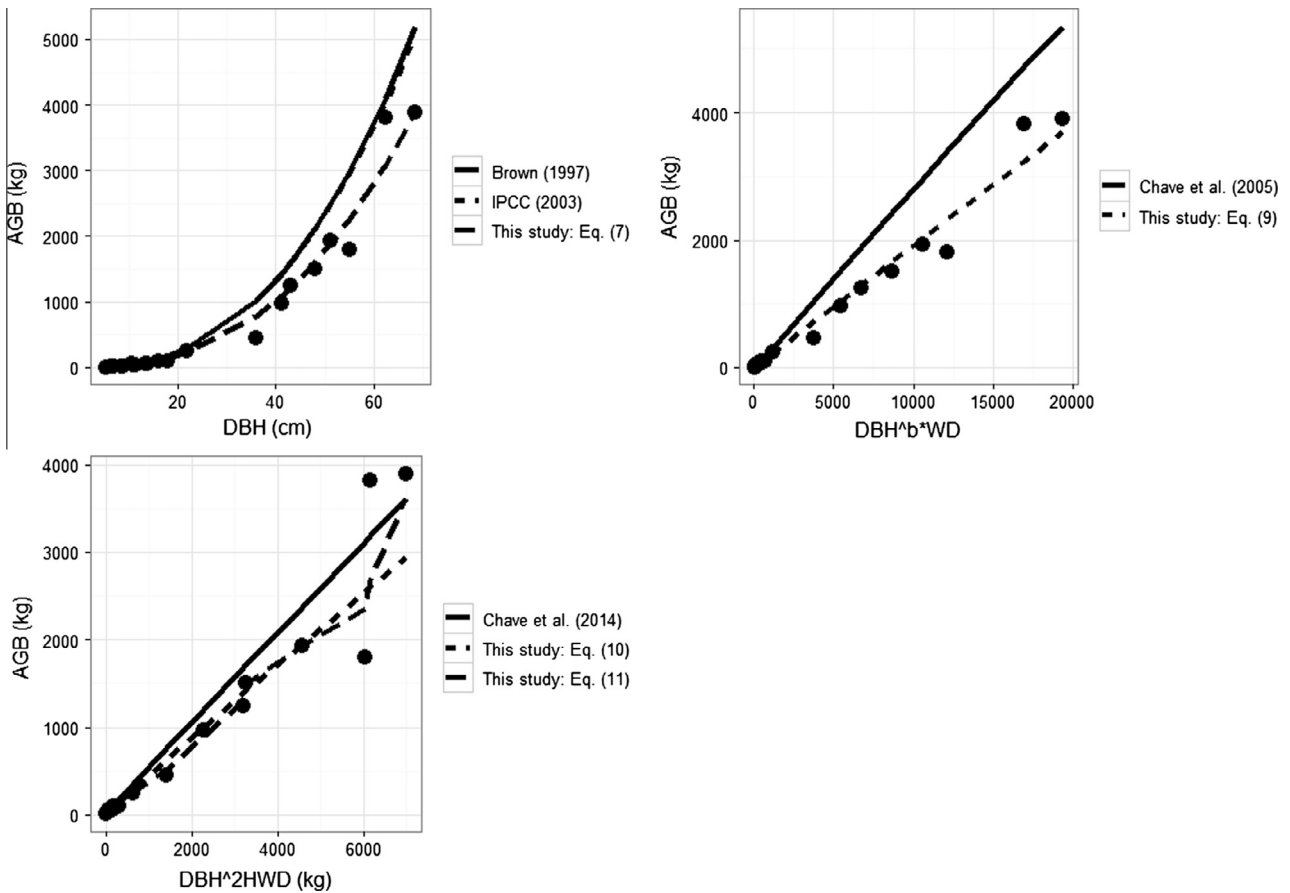 5000
4000
3000
2000
1000
0
AGB (kg)
20
40
60
DBH (cm)
Brown (1997)
IPCC (2003)
This study: Eq. (7)
4000
2000
0
AGB (kg)
0
5000
10000
15000
20000
DBH^b*WD
Chave et al. (2005)
This study: Eq. (9)
4000
3000
2000
1000
0
AGB (kg)
0
2000
4000
6000
DBH^2HWD (kg)
Chave et al. (2014)
This study: Eq. (10)
This study: Eq. (11)